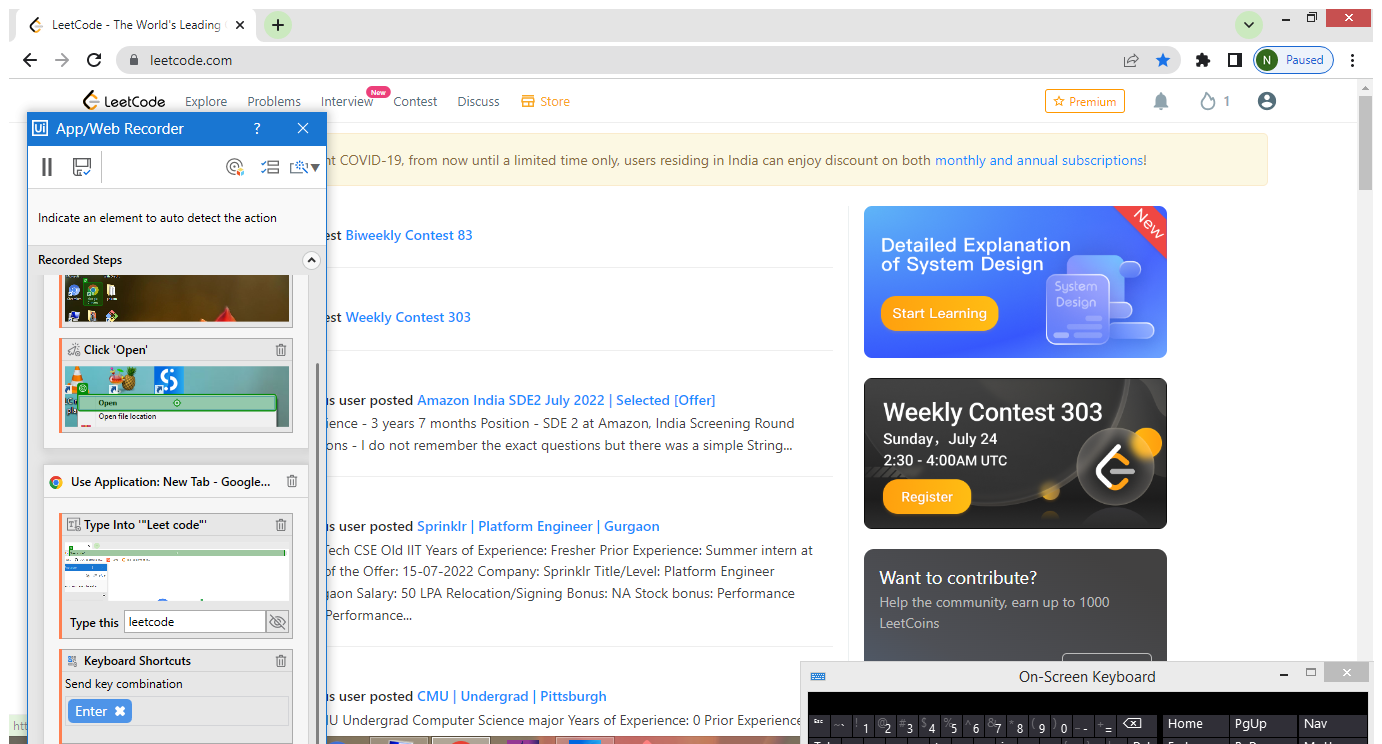 LeetCode - The World's Leading
leetcode.com
N Paused
LeetCode Explore Problems Interview New Contest Discuss Store
Premium 1
Ui App/Web Recorder ?
nt COVID-19, from now until a limited time only, users residing in India can enjoy discount on both monthly and annual subscriptions!
Indicate an element to auto detect the action
Recorded Steps
Click 'Open'
Open
Open file location
Use Application: New Tab - Google...
Type Into '"Leet code"'
Type this leetcode
Keyboard Shortcuts
Send key combination
Enter
est Biweekly Contest 83
est Weekly Contest 303
us user posted Amazon India SDE2 July 2022 | Selected [Offer]
ience - 3 years 7 months Position - SDE 2 at Amazon, India Screening Round
ons - I do not remember the exact questions but there was a simple String...
us user posted Sprinklr | Platform Engineer | Gurgaon
Tech CSE Old IIT Years of Experience: Fresher Prior Experience: Summer intern at
of the Offer: 15-07-2022 Company: Sprinklr Title/Level: Platform Engineer
gaon Salary: 50 LPA Relocation/Signing Bonus: NA Stock bonus: Performance
Performance...
us user posted CMU | Undergrad | Pittsburgh
U Undergrad Computer Science major Years of Experience: 0 Prior Experience
New
Detailed Explanation
of System Design
System
Design
Start Learning
Weekly Contest 303
Sunday, July 24
2:30 - 4:00AM UTC
Register
Want to contribute?
Help the community, earn up to 1000
LeetCoins
On-Screen Keyboard
Esc ~ ` ! 1 @ 2 # 3 $ 4 % 5 ^ 6 & 7 * 8 ( 9 ) 0 _ - + = Home PgUp Nav
htt